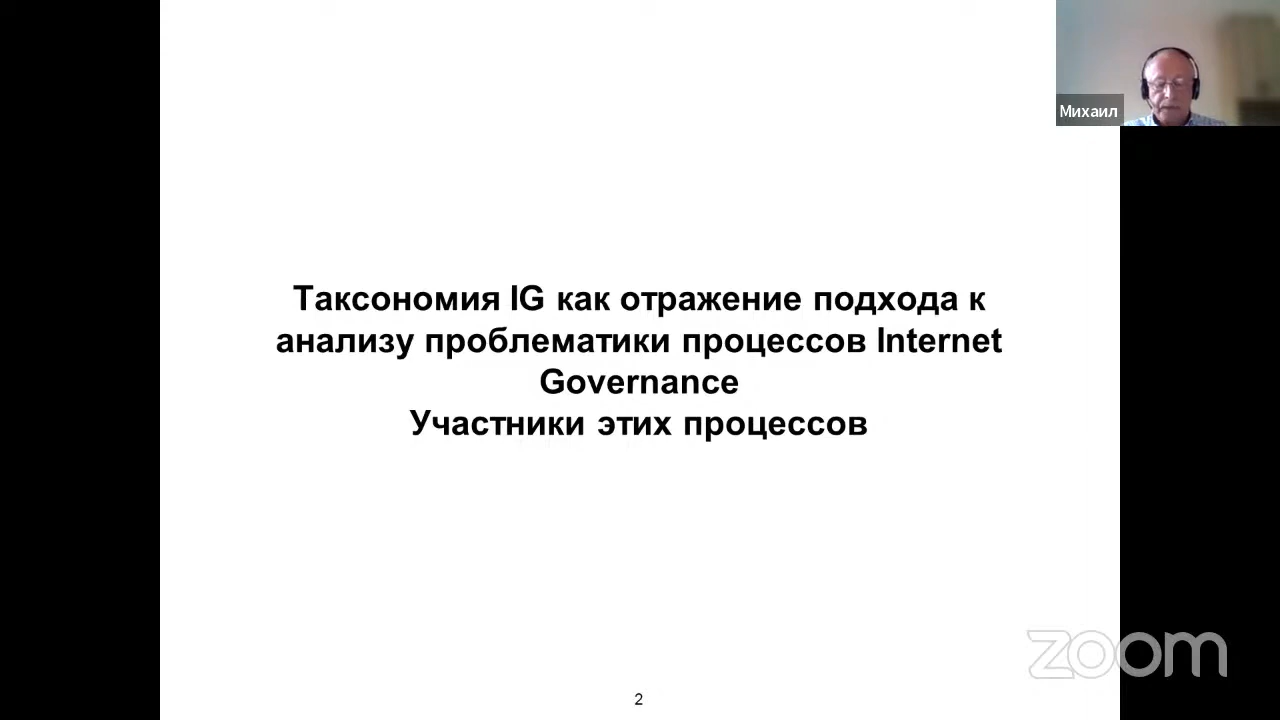 Михаил
Таксономия IG как отражение подхода к
анализу проблематики процессов Internet
Governance
Участники этих процессов
zoom
2